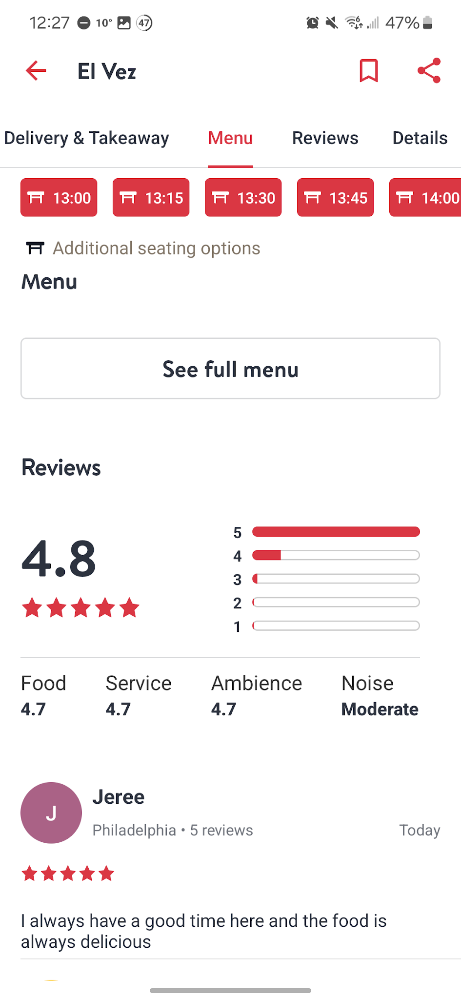 12:27 10° 47 6 47%
El Vez
Delivery & Takeaway Menu Reviews Details
13:00 13:15 13:30 13:45 14:00
Additional seating options
Menu
See full menu
Reviews
4.8
5
4
3
2
1
Food Service Ambience Noise
4.7 4.7 4.7 Moderate
J
Jeree
Philadelphia • 5 reviews Today
I always have a good time here and the food is
always delicious